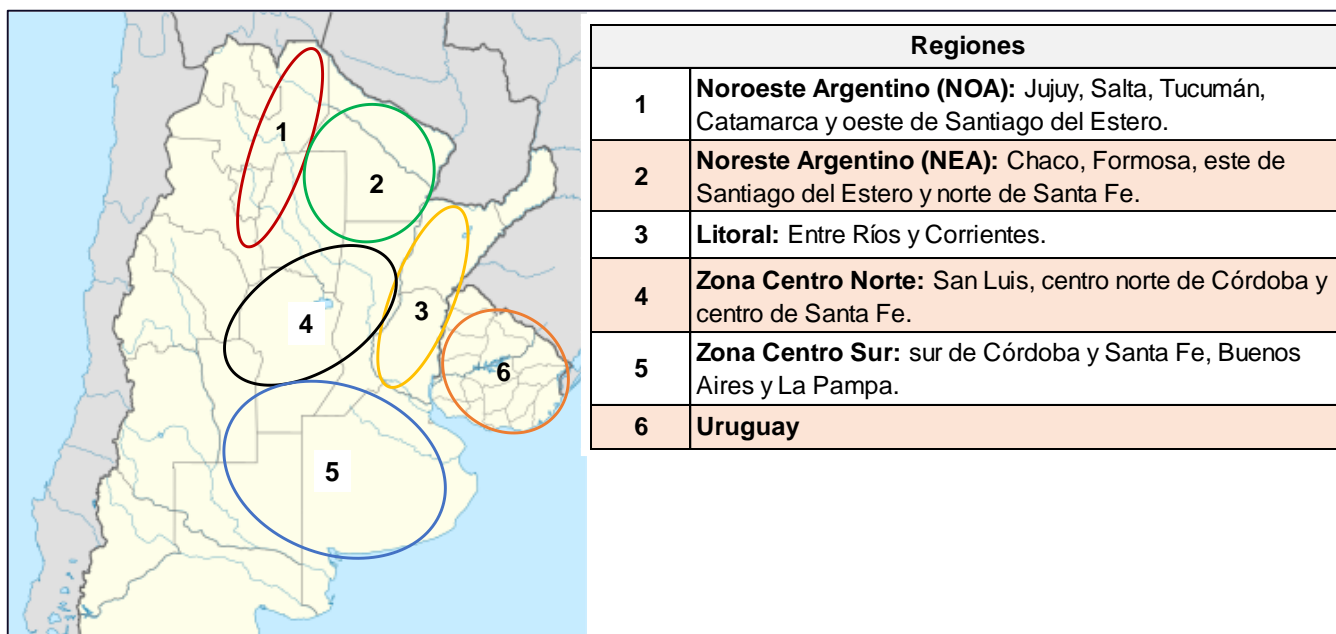 1
2
3
4
5
6
Regiones
1
Noroeste Argentino (NOA): Jujuy, Salta, Tucumán,
Catamarca y oeste de Santiago del Estero.
2
Noreste Argentino (NEA): Chaco, Formosa, este de
Santiago del Estero y norte de Santa Fe.
3
Litoral: Entre Ríos y Corrientes.
4
Zona Centro Norte: San Luis, centro norte de Córdoba y
centro de Santa Fe.
5
Zona Centro Sur: sur de Córdoba y Santa Fe, Buenos
Aires y La Pampa.
6
Uruguay